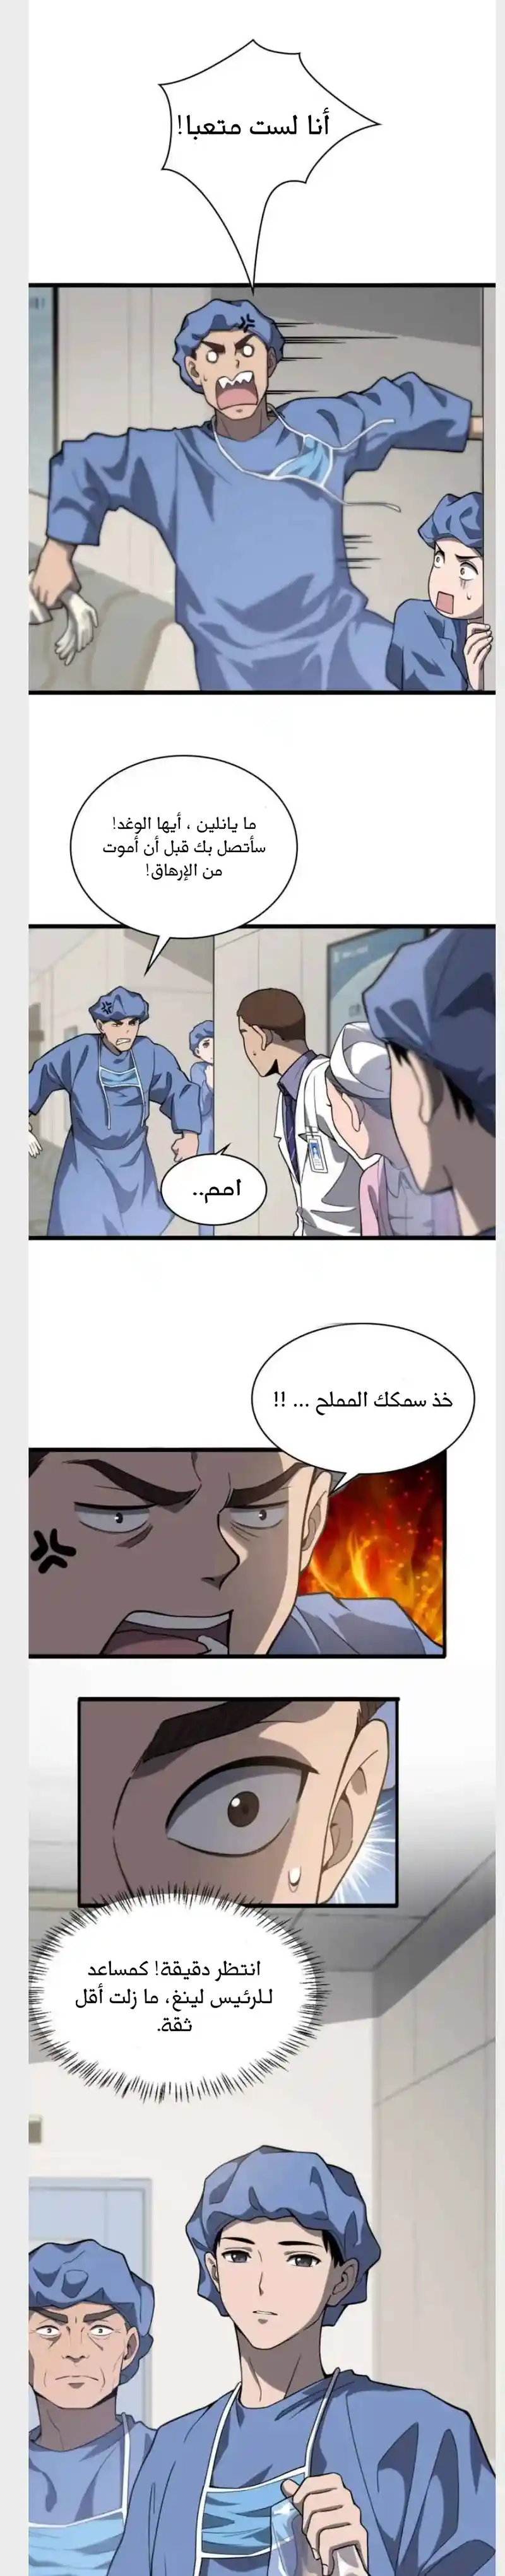 أنا لست متعبا!
ما يانلين ، أيها الوغد!
سأتصل بك قبل أن أموت
من الإرهاق!
امم..
خذ سمكك المملح ... !!
انتظر دقيقة! كمساعد
للرئيس لينغ، ما زلت أقل
ثقة.